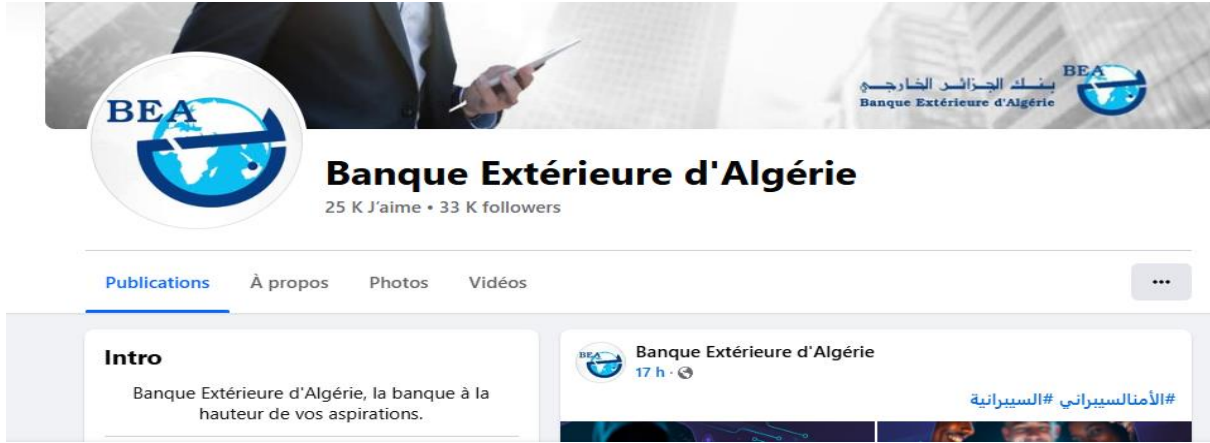 BEA
بنك الجزائر الخارجي
Banque Extérieure d'Algérie
BEA
Banque Extérieure d'Algérie
25 K J’aime • 33 K followers
Publications
À propos
Photos
Vidéos
Intro
Banque Extérieure d'Algérie, la banque à la
hauteur de vos aspirations.
BEA
Banque Extérieure d'Algérie
17 h ·
#الأمنالسيبراني #السيبرانية